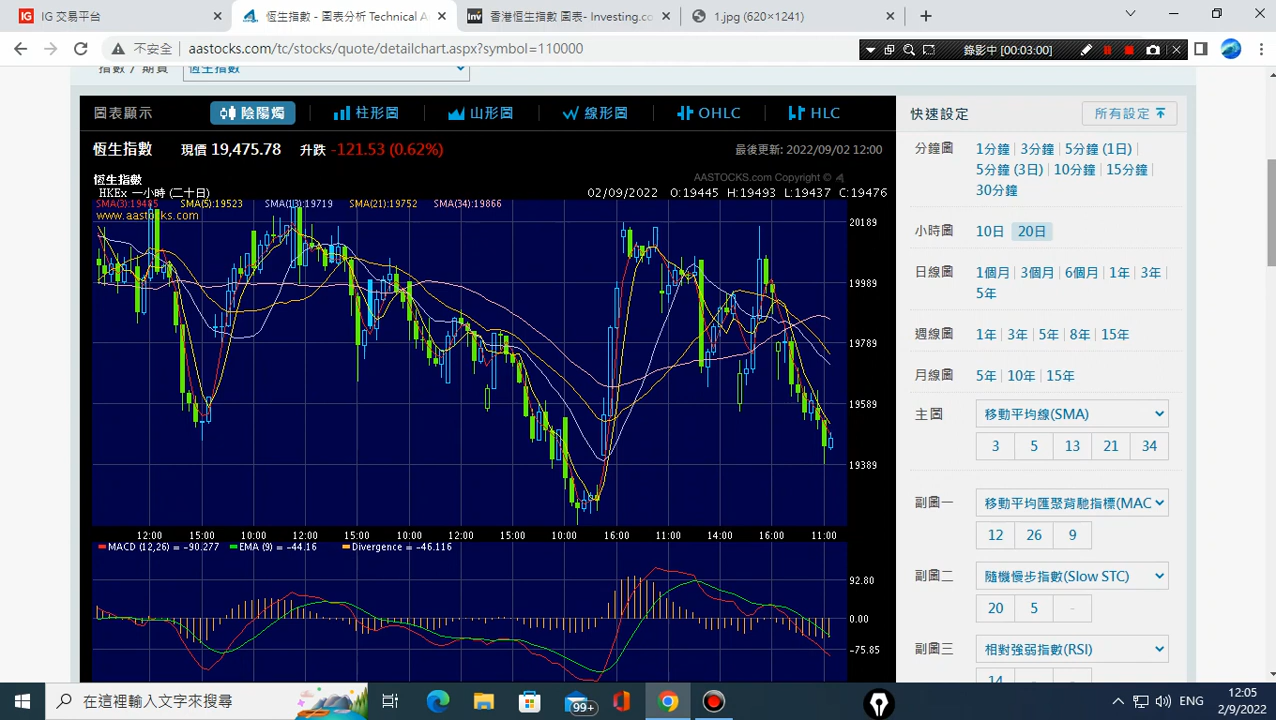 IG 交易平台
恆生指數 - 圖表分析 Technical A
香港恒生指數 圖表- Investing.co
1.jpg (620×1241)
不安全
aastocks.com/tc/stocks/quote/detailchart.aspx?symbol=110000
錄影中 [00:03:00]
指數 / 期貨
恆生指數
圖表顯示
陰陽燭
柱形圖
山形圖
線形圖
OHLC
HLC
恆生指數
現價 19,475.78
升跌 -121.53 (0.62%)
最後更新: 2022/09/02 12:00
AASTOCKS.com Copyright ©
恆生指數
HKEx 一小時 (二十日)
02/09/2022 O:19445 H:19493 L:19437 C:19476
SMA(3):19485 SMA(5):19523 SMA(13):19719 SMA(21):19752 SMA(34):19866
www.aastocks.com
20189
19989
19789
19589
19389
12:00 15:00 10:00 12:00 15:00 10:00 12:00 15:00 10:00 16:00 11:00 14:00 16:00 11:00
MACD (12,26) = -90.277 EMA (9) = -44.16 Divergence = -46.116
92.80
0.00
-75.85
快速設定
所有設定
分鐘圖
1分鐘 3分鐘 5分鐘 (1日)
5分鐘 (3日) 10分鐘 15分鐘
30分鐘
小時圖
10日 20日
日線圖
1個月 3個月 6個月 1年 3年
5年
週線圖
1年 3年 5年 8年 15年
月線圖
5年 10年 15年
主圖
移動平均線(SMA)
3 5 13 21 34
副圖一
移動平均匯聚背馳指標(MAC
12 26 9
副圖二
隨機慢步指數(Slow STC)
20 5 -
副圖三
相對強弱指數(RSI)
14
在這裡輸入文字來搜尋
99+
ENG
12:05
2/9/2022